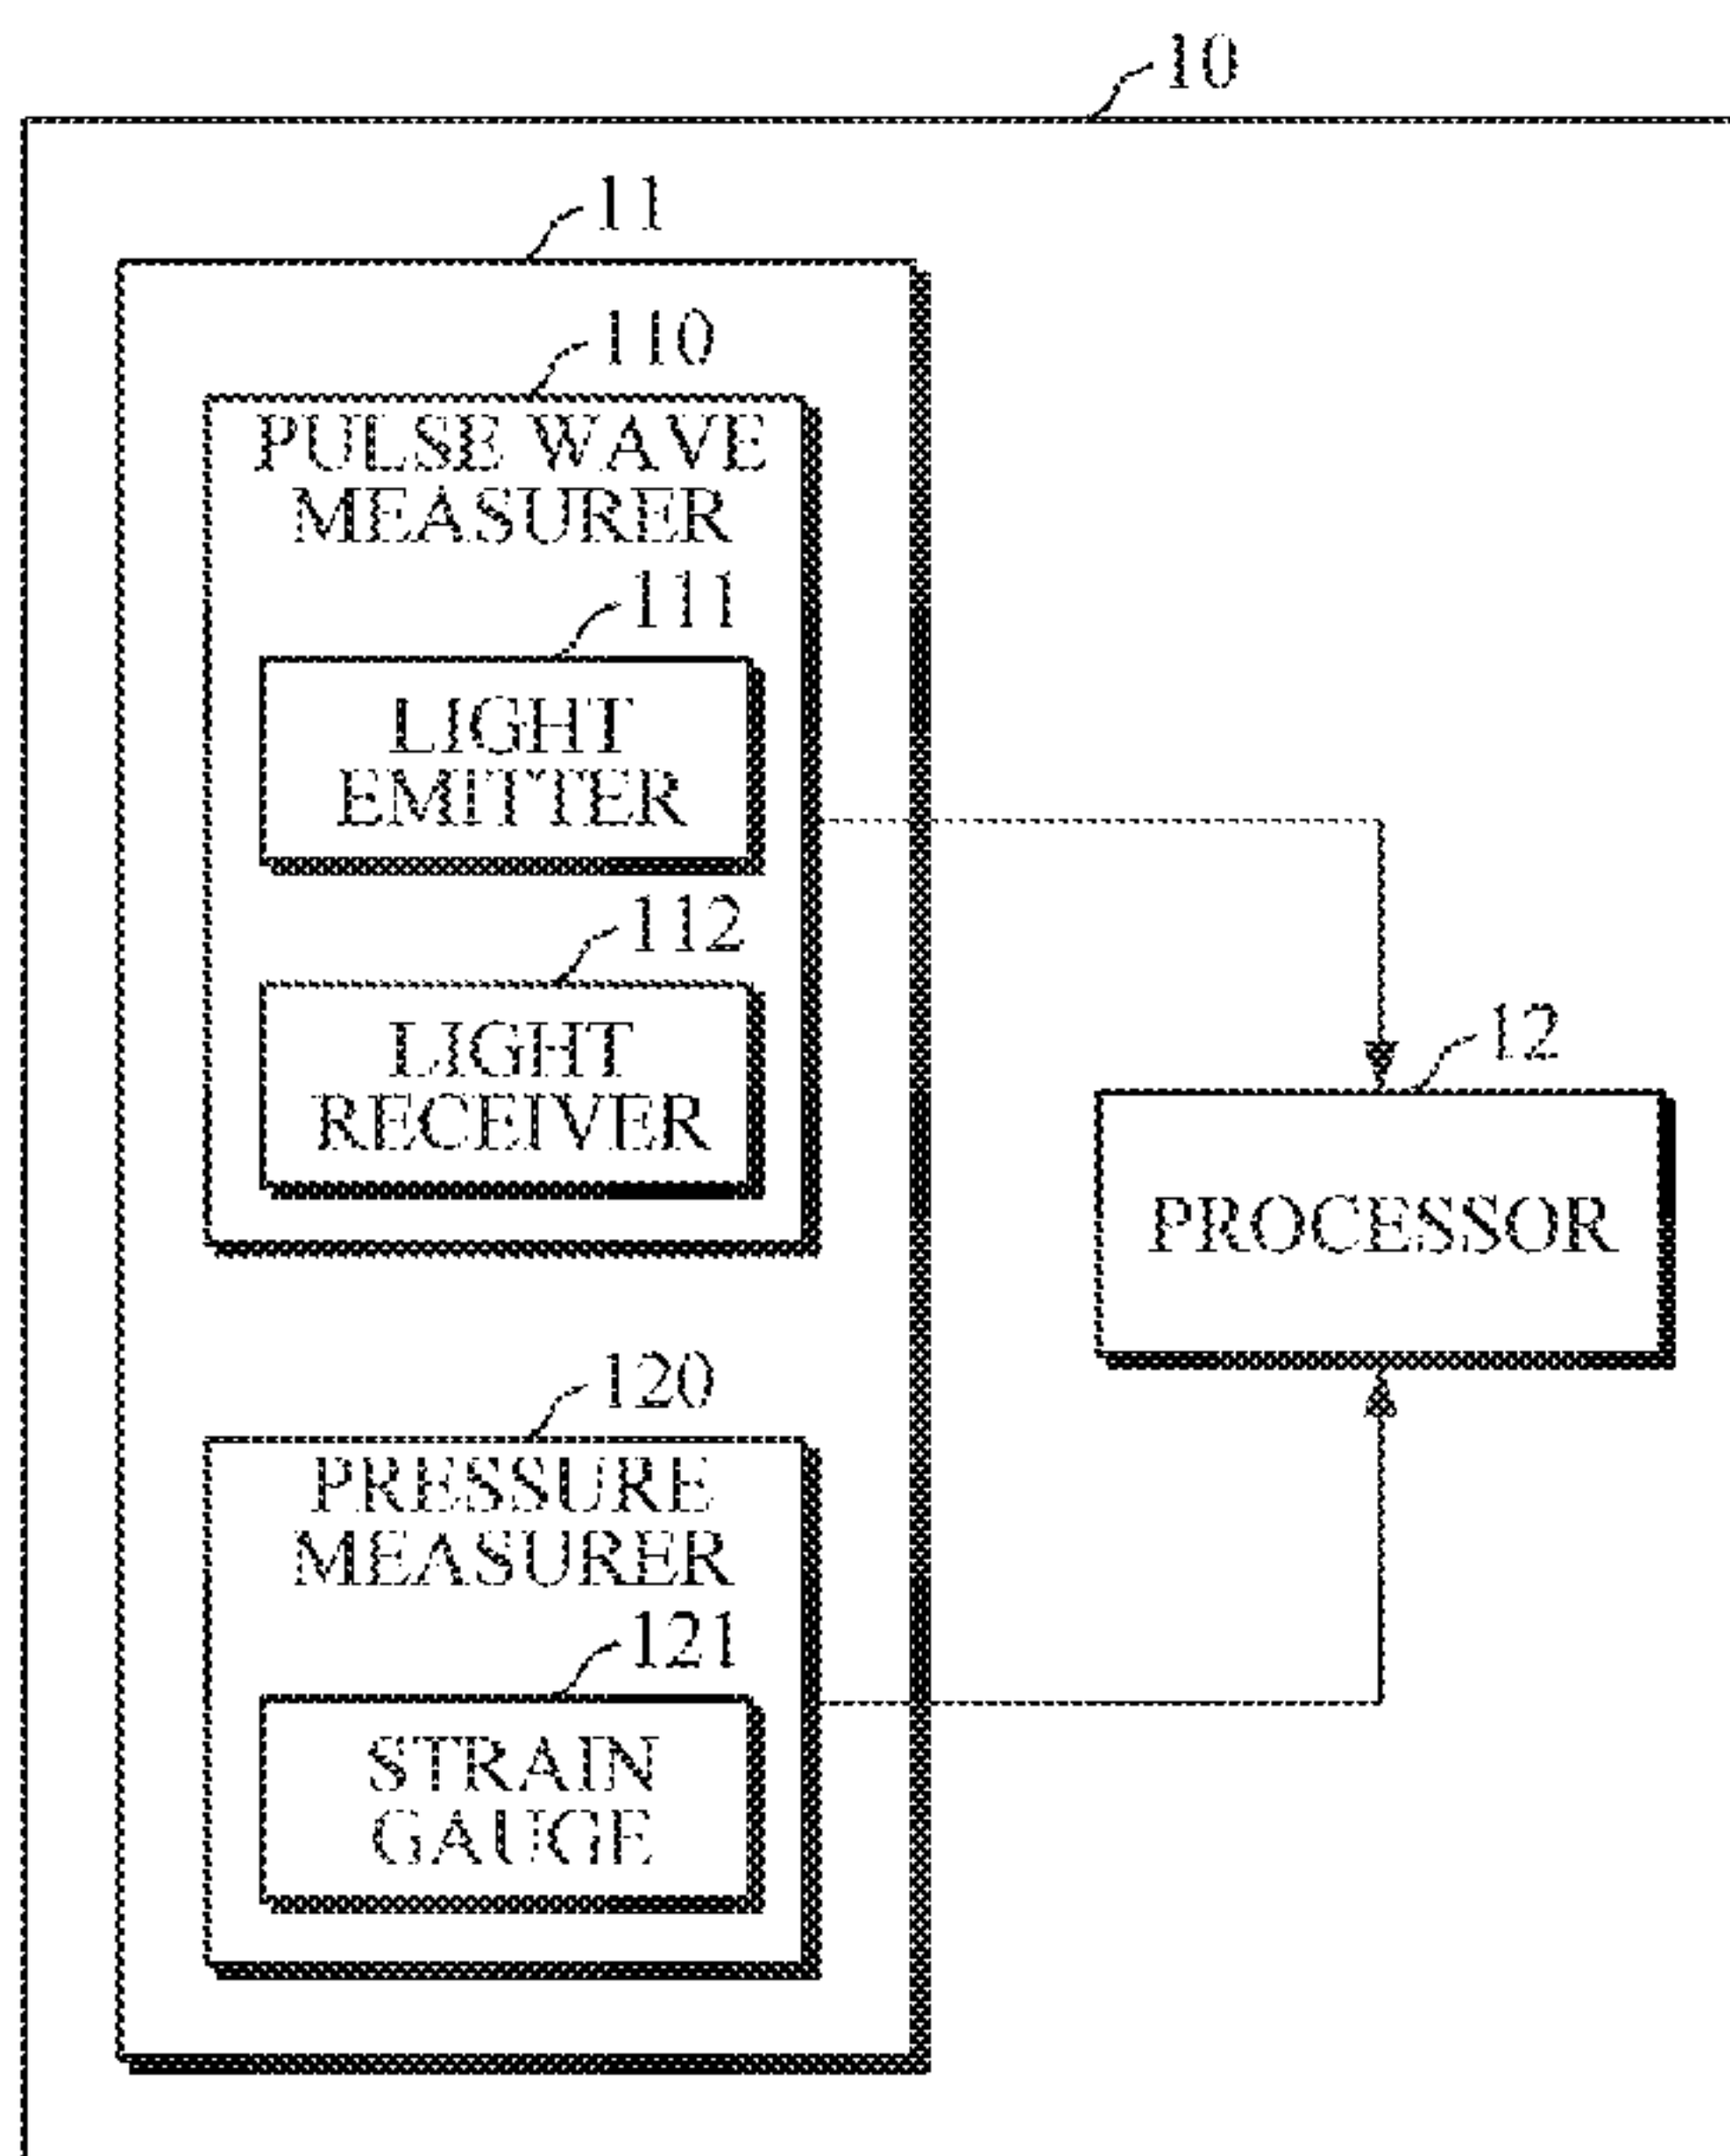 10
11
110
PULSE WAVE
MEASURER
111
LIGHT
EMITTER
112
LIGHT
RECEIVER
12
PROCESSOR
120
PRESSURE
MEASURER
121
STRAIN
GAUGE